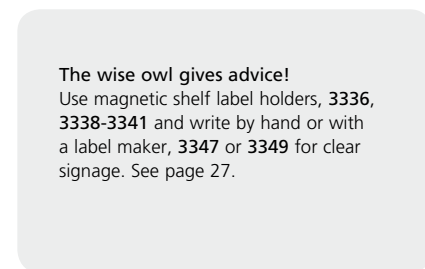 The wise owl gives advice!
Use magnetic shelf label holders, 3336,
3338-3341 and write by hand or with
a label maker, 3347 or 3349 for clear
signage. See page 27.